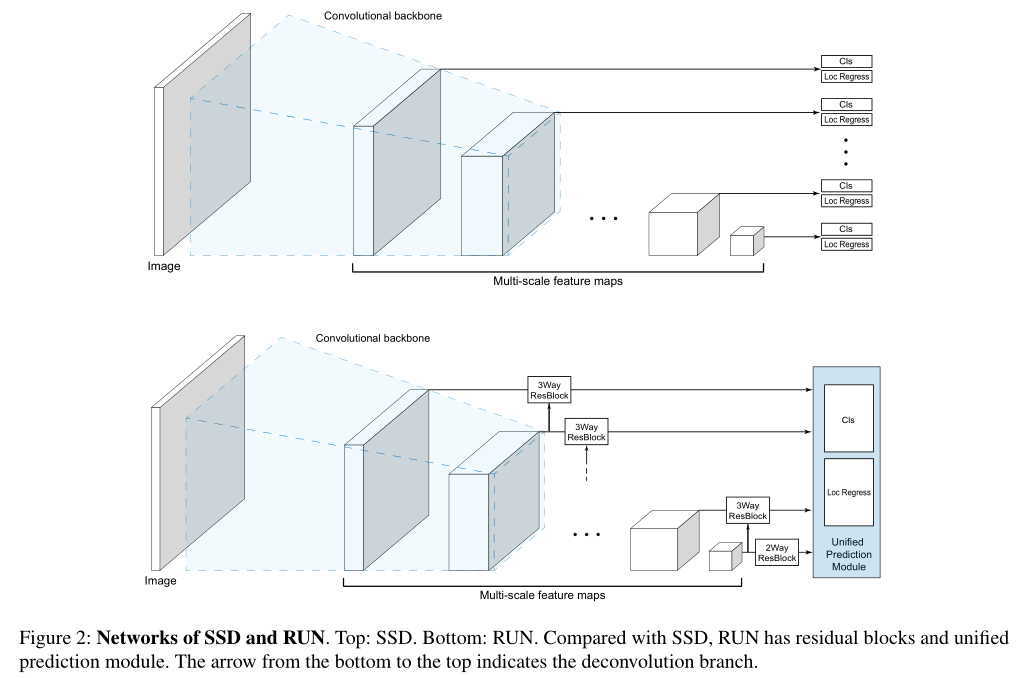 Convolutional backbone
Cls
Loc Regress
Cls
Loc Regress
Cls
Loc Regress
Cls
Loc Regress
Image
Multi-scale feature maps
Convolutional backbone
3Way
ResBlock
3Way
ResBlock
Cls
Loc Regress
3Way
ResBlock
2Way
ResBlock
Unified
Prediction
Module
Image
Multi-scale feature maps
Figure 2: Networks of SSD and RUN. Top: SSD. Bottom: RUN. Compared with SSD, RUN has residual blocks and unified
prediction module. The arrow from the bottom to the top indicates the deconvolution branch.